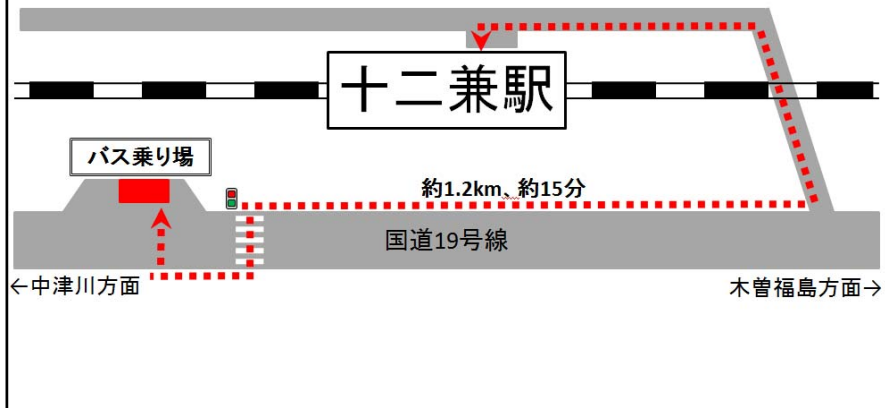 十二兼駅
バス乗り場
約1.2km、約15分
国道19号線
←中津川方面
木曽福島方面→